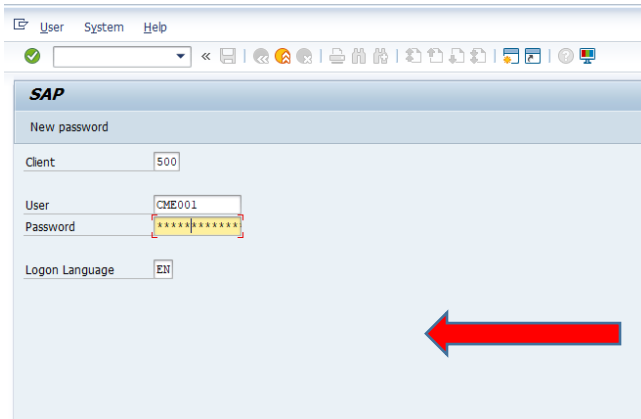 User System Help
SAP
New password
Client 500
User CME001
Password ************
Logon Language EN